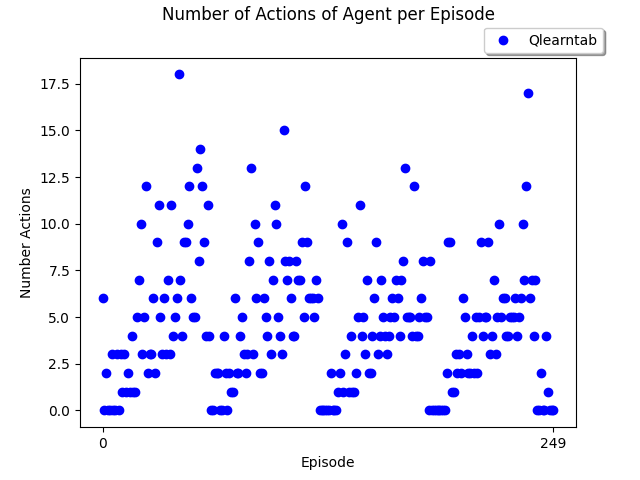 Number of Actions of Agent per Episode
Qlearntab
17.5
15.0
12.5
10.0
7.5
5.0
2.5
0.0
Number Actions
0 249
Episode